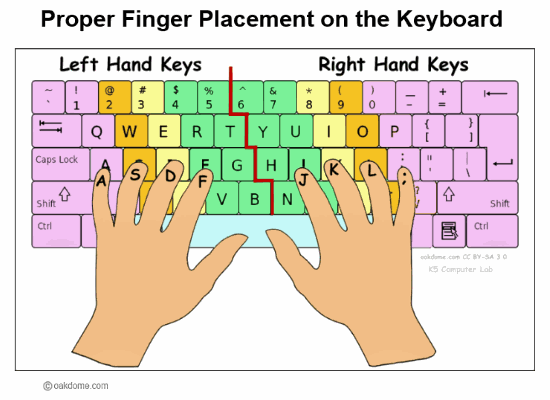 Proper Finger Placement on the Keyboard
Left Hand Keys Right Hand Keys
~ ! @ # $ % ^ & * ( ) _ +
` 1 2 3 4 5 6 7 8 9 0 - =
Q W E R T Y U I O P { }
[ ]
Caps Lock A F G H J : " |
; ' \
A S D F J K L ;
Shift V B N ? Shift
Ctrl Ctrl
oakdome.com CC BY-SA 3.0
K5 Computer Lab
©oakdome.com